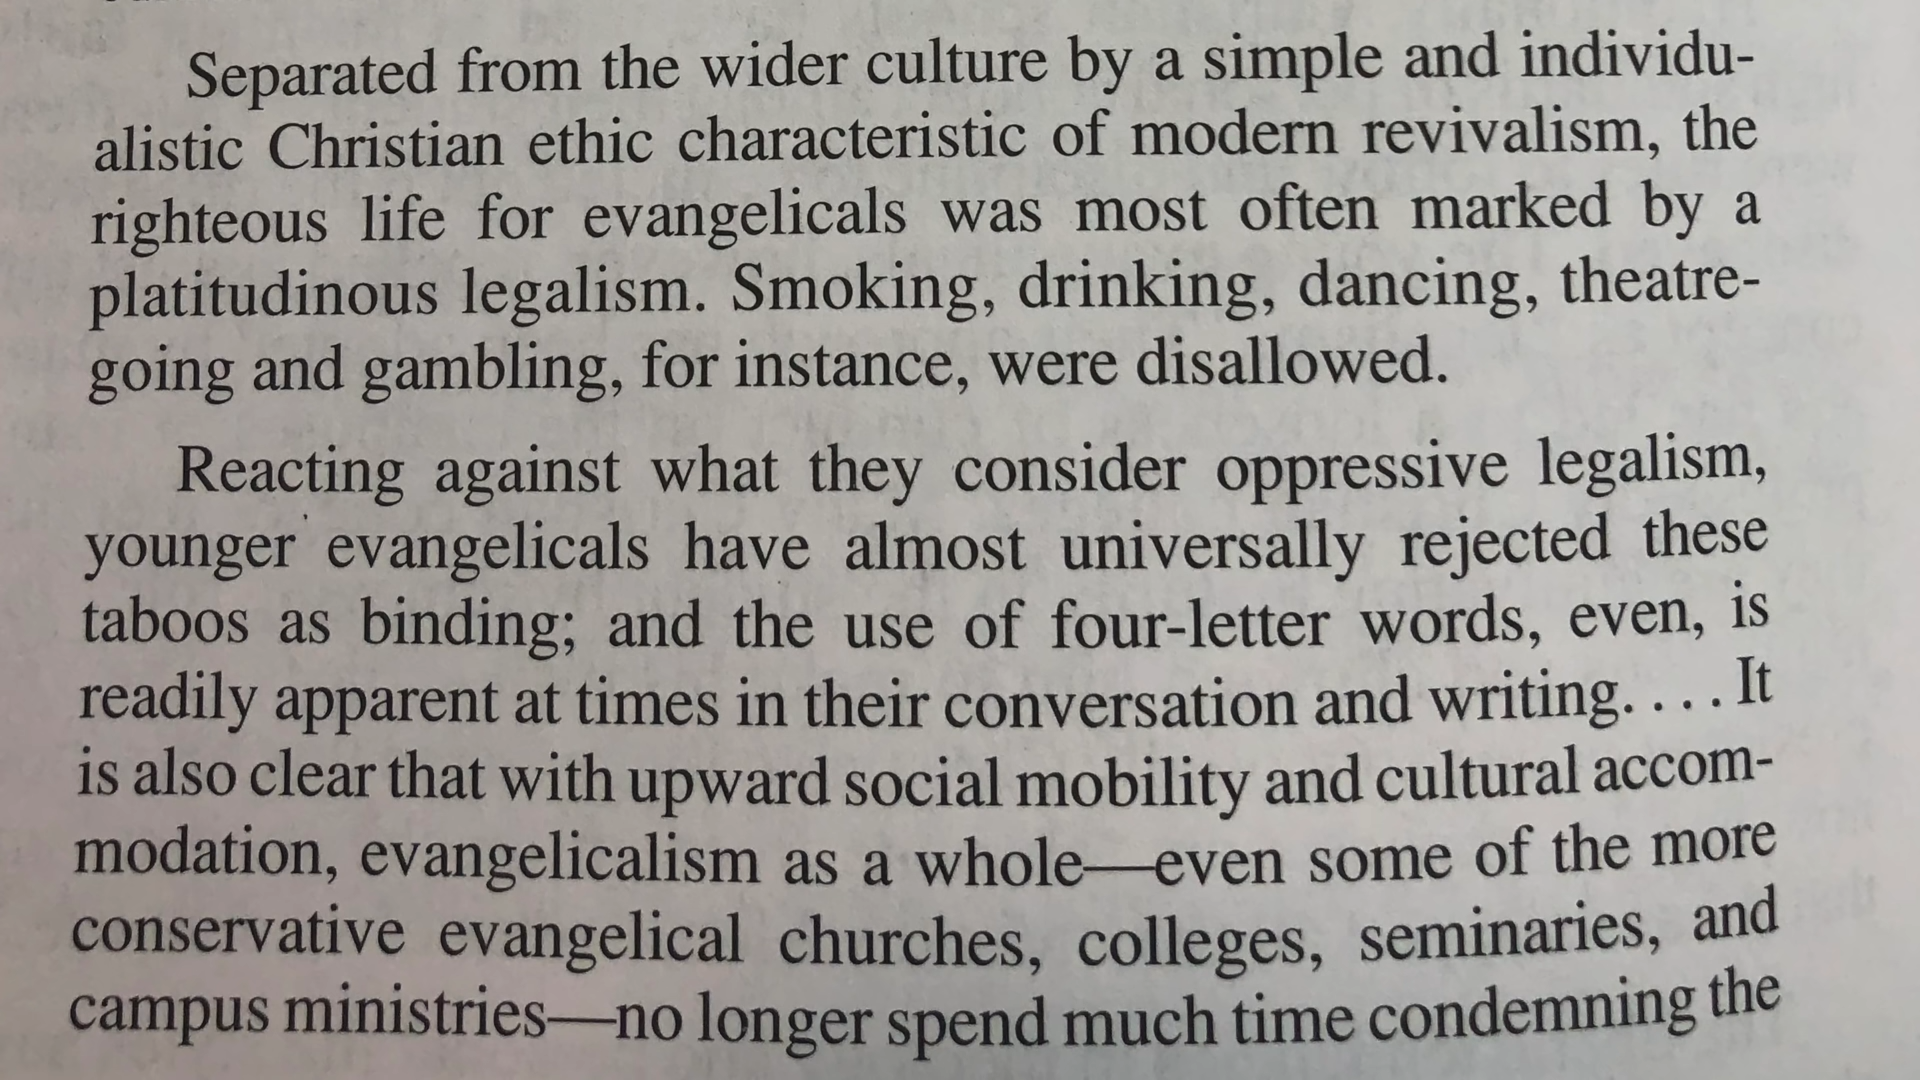 Separated from the wider culture by a simple and individu-
alistic Christian ethic characteristic of modern revivalism, the
righteous life for evangelicals was most often marked by a
platitudinous legalism. Smoking, drinking, dancing, theatre-
going and gambling, for instance, were disallowed.
Reacting against what they consider oppressive legalism,
younger evangelicals have almost universally rejected these
taboos as binding; and the use of four-letter words, even, is
readily apparent at times in their conversation and writing. . . . It
is also clear that with upward social mobility and cultural accom-
modation, evangelicalism as a whole—even some of the more
conservative evangelical churches, colleges, seminaries, and
campus ministries—no longer spend much time condemning the